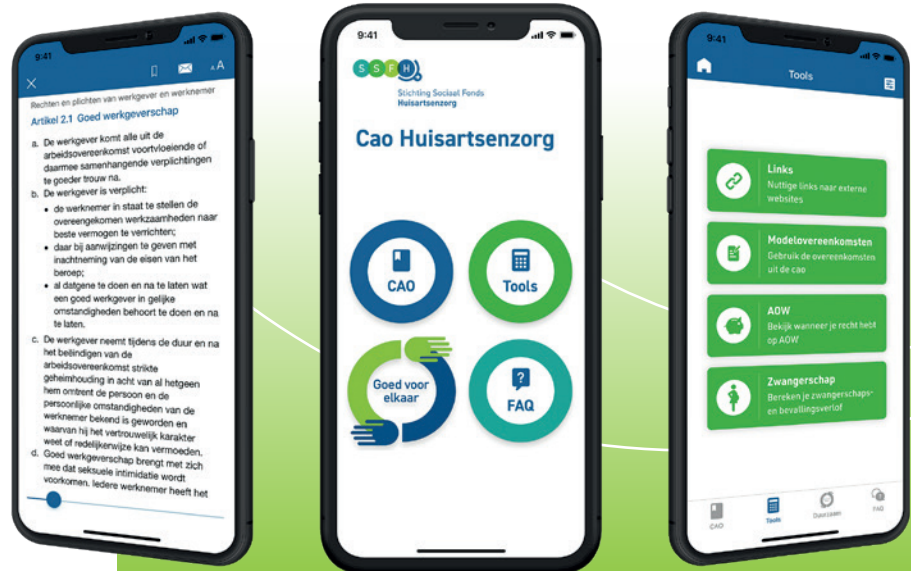 9:41
A A
Rechten en plichten van werkgever en werknemer
Artikel 2.1 Goed werkgeverschap
a. De werkgever komt alle uit de
arbeidsovereenkomst voortvloeiende of
daarmee samenhangende verplichtingen
te goeder trouw na.
b. De werkgever is verplicht:
• de werknemer in staat te stellen de
overeengekomen werkzaamheden naar
beste vermogen te verrichten;
• daar bij aanwijzingen te geven met
inachtneming van de eisen van het
beroep;
• al datgene te doen en na te laten wat
een goed werkgever in gelijke
omstandigheden behoort te doen en na
te laten.
c. De werkgever neemt tijdens de duur en na
het beëindigen van de
arbeidsovereenkomst strikte
geheimhouding in acht van al hetgeen
hem omtrent de persoon en de
persoonlijke omstandigheden van de
werknemer bekend is geworden en
waarvan hij het vertrouwelijk karakter
weet of redelijkerwijze kan vermoeden.
d. Goed werkgeverschap brengt met zich
mee dat seksuele intimidatie wordt
voorkomen. Iedere werknemer heeft het
9:41
SSFH
Stichting Sociaal Fonds
Huisartsenzorg
Cao Huisartsenzorg
CAO
Tools
Goed voor
elkaar
FAQ
9:41
Tools
Links
Nuttige links naar externe
websites
Modelovereenkomsten
Gebruik de overeenkomsten
uit de cao
AOW
Bekijk wanneer je recht hebt
op AOW
Zwangerschap
Bereken je zwangerschaps-
en bevallingsverlof
CAO
Tools
Duurzaam
FAQ